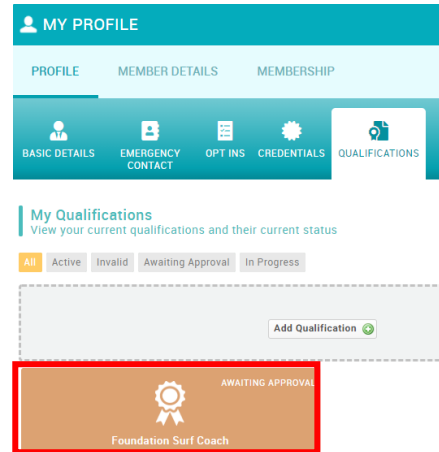 MY PROFILE
PROFILE MEMBER DETAILS MEMBERSHIP
BASIC DETAILS EMERGENCY CONTACT OPT INS CREDENTIALS QUALIFICATIONS
My Qualifications
View your current qualifications and their current status
All Active Invalid Awaiting Approval In Progress
Add Qualification
AWAITING APPROVAL
Foundation Surf Coach